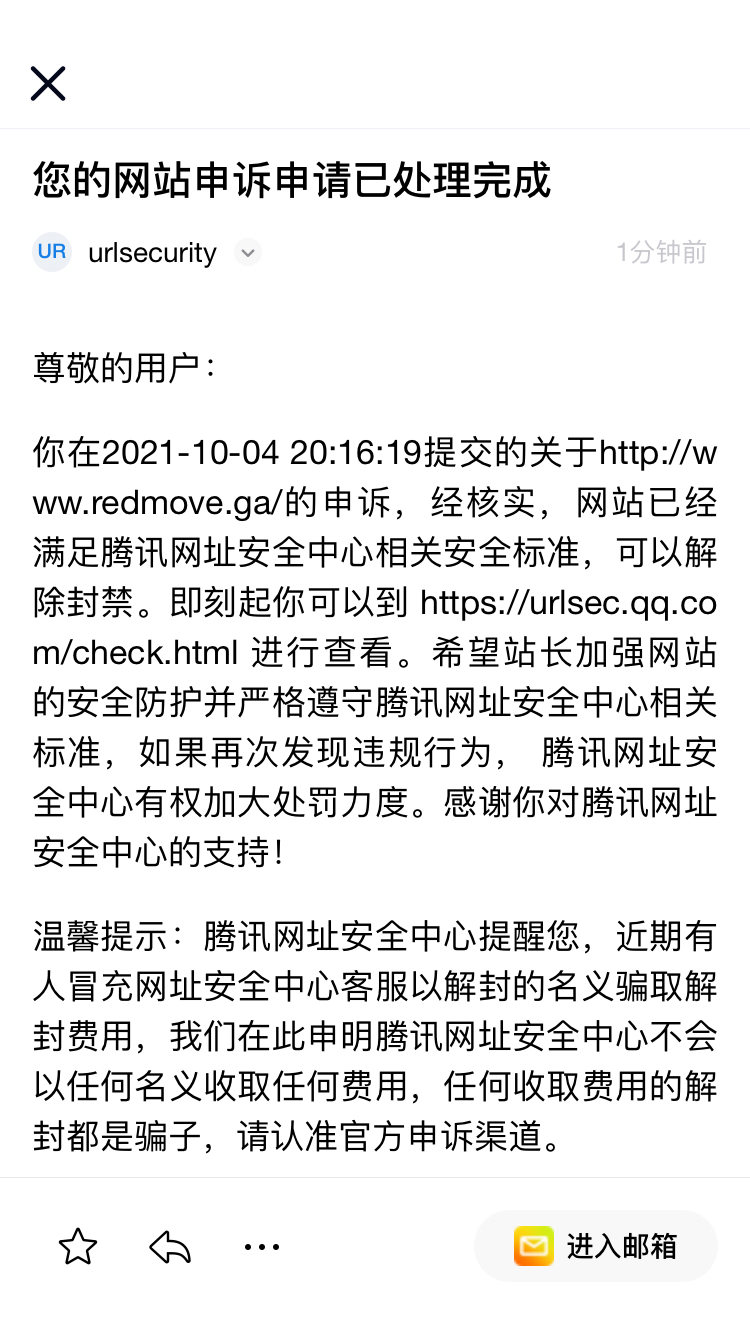 您的网站申诉申请已处理完成
UR urlsecurity 1分钟前
尊敬的用户：
你在2021-10-04 20:16:19提交的关于http://w
ww.redmove.ga/的申诉，经核实，网站已经
满足腾讯网址安全中心相关安全标准，可以解
除封禁。即刻起你可以到 https://urlsec.qq.co
m/check.html 进行查看。希望站长加强网站
的安全防护并严格遵守腾讯网址安全中心相关
标准，如果再次发现违规行为， 腾讯网址安
全中心有权加大处罚力度。感谢你对腾讯网址
安全中心的支持！
温馨提示：腾讯网址安全中心提醒您，近期有
人冒充网址安全中心客服以解封的名义骗取解
封费用，我们在此申明腾讯网址安全中心不会
以任何名义收取任何费用，任何收取费用的解
封都是骗子，请认准官方申诉渠道。
进入邮箱